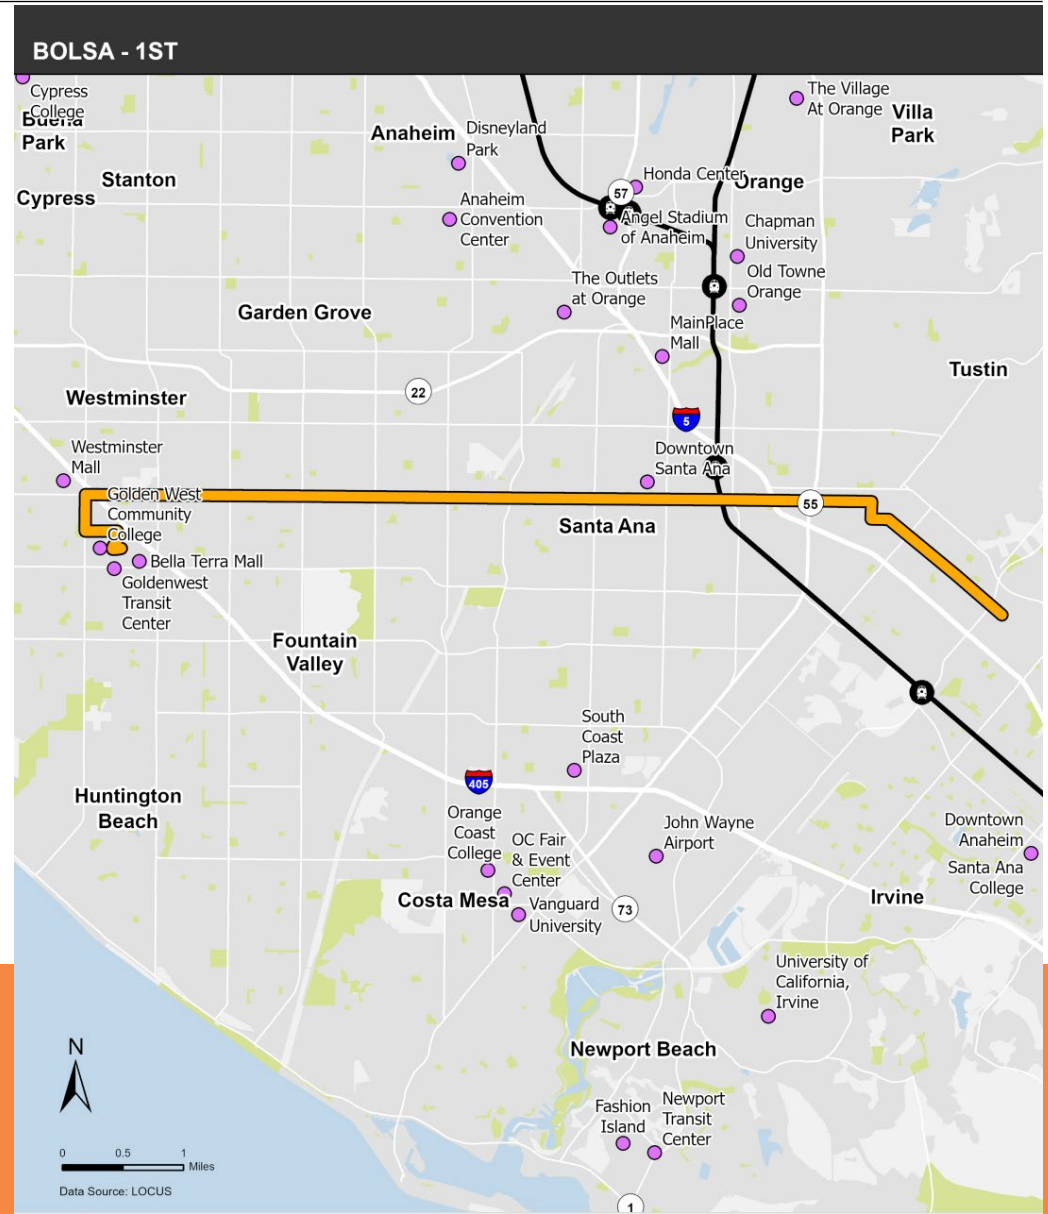 BOLSA - 1ST
Cypress
College
Buena
Park
Cypress
Stanton
Anaheim
Disneyland
Park
Anaheim
Convention
Center
The Village
At Orange
Villa
Park
Honda Center
Orange
57
Angel Stadium
of Anaheim
Chapman
University
Old Towne
Orange
The Outlets
at Orange
MainPlace
Mall
Garden Grove
Tustin
22
Westminster
5
Westminster
Mall
Downtown
Santa Ana
Golden West
Community
College
55
Santa Ana
Bella Terra Mall
Goldenwest
Transit
Center
Fountain
Valley
South
Coast
Plaza
405
Huntington
Beach
Orange
Coast
College
OC Fair
& Event
Center
John Wayne
Airport
Downtown
Anaheim
Santa Ana
College
Costa Mesa
Vanguard
University
73
Irvine
University of
California,
Irvine
Newport Beach
N
Fashion
Island
Newport
Transit
Center
0 0.5 1
Miles
Data Source: LOCUS
1